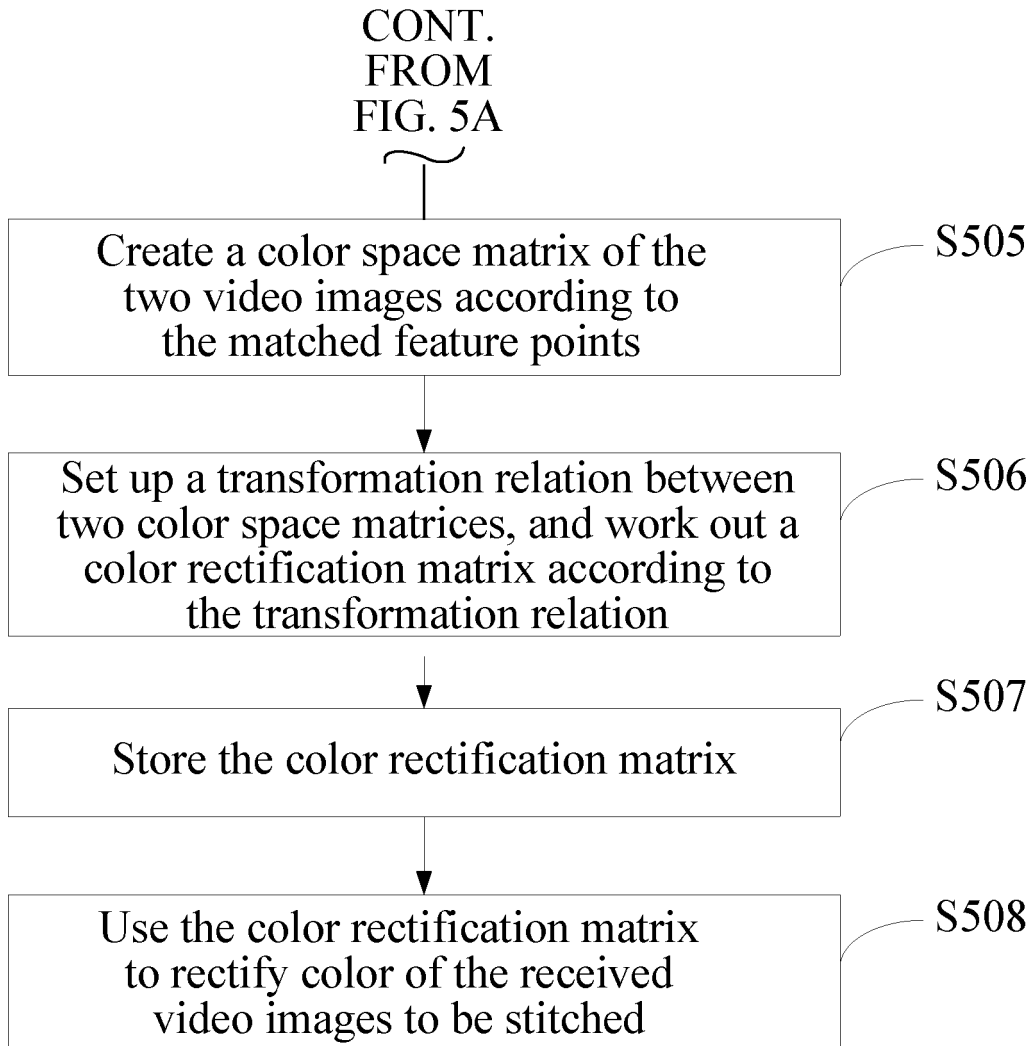 CONT.
FROM
FIG. 5A
Create a color space matrix of the
two video images according to
the matched feature points
S505
Set up a transformation relation between
two color space matrices, and work out a
color rectification matrix according to
the transformation relation
S506
Store the color rectification matrix
S507
Use the color rectification matrix
to rectify color of the received
video images to be stitched
S508